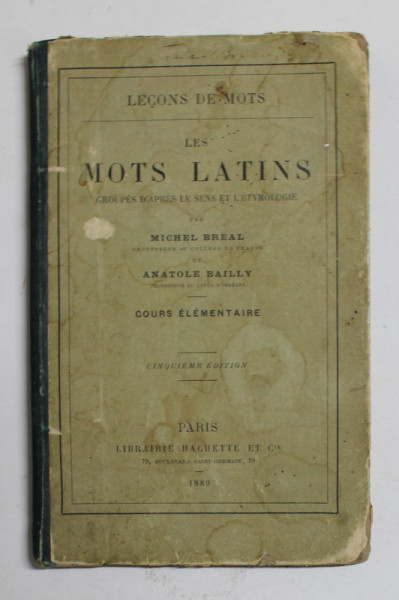 LEÇONS DE MOTS
LES
MOTS LATINS
GROUPÉS D'APRÈS LE SENS ET L'ÉTYMOLOGIE
PAR
MICHEL BRÉAL
PROFESSEUR AU COLLÈGE DE FRANCE
ET
ANATOLE BAILLY
PROFESSEUR AU LYCÉE D'ORLÉANS
COURS ÉLÉMENTAIRE
CINQUIÈME ÉDITION
PARIS
LIBRAIRIE HACHETTE ET Cie
79, BOULEVARD SAINT-GERMAIN, 79
1889